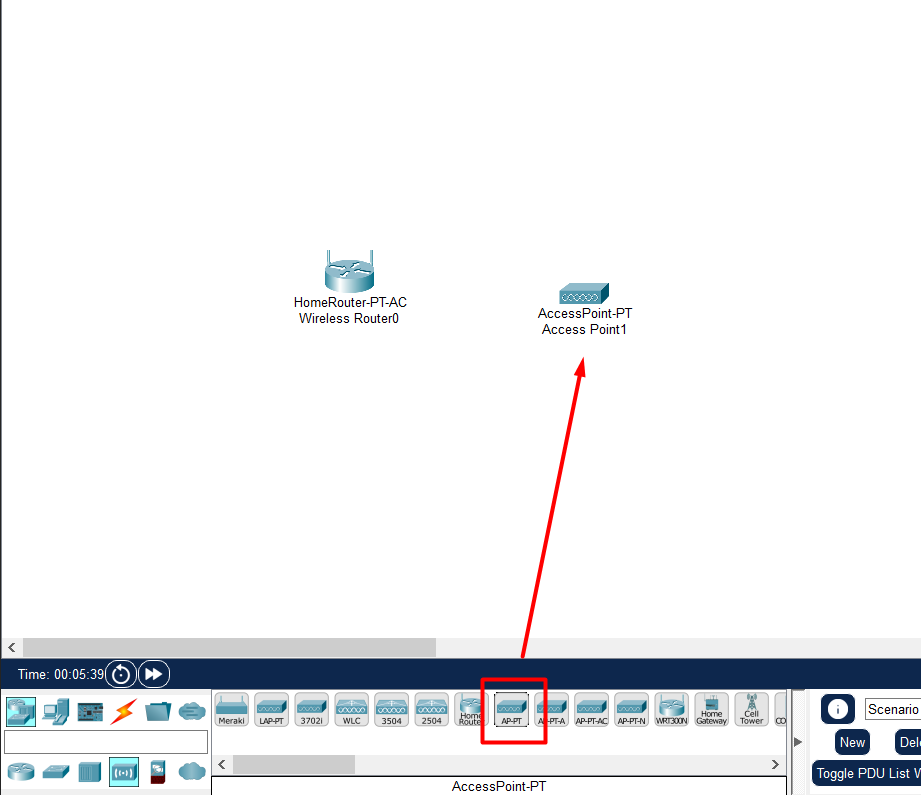 HomeRouter-PT-AC
Wireless Router0
AccessPoint-PT
Access Point1
Time: 00:05:39
Meraki
LAP-PT
3702i
WLC
3504
2504
Home
Route
AP-PT
AP-PT-A
AP-PT-AC
AP-PT-N
WRT300N
Home
Gateway
Cell
Tower
CO
Scenario
New
Dele
Toggle PDU List W
AccessPoint-PT